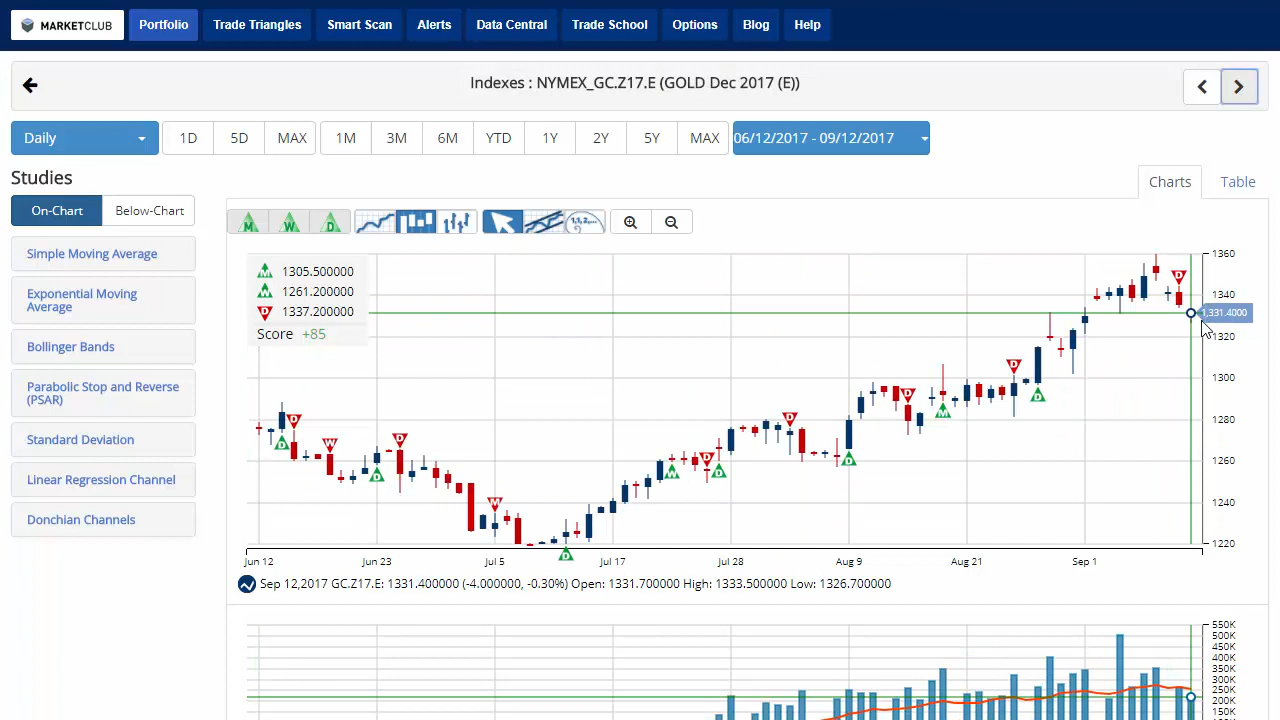 MARKETCLUB Portfolio Trade Triangles Smart Scan Alerts Data Central Trade School Options Blog Help
Indexes : NYMEX_GC.Z17.E (GOLD Dec 2017 (E))
Daily 1D 5D MAX 1M 3M 6M YTD 1Y 2Y 5Y MAX 06/12/2017 - 09/12/2017
Studies
Charts Table
On-Chart Below-Chart
M W D
Simple Moving Average
Exponential Moving
Average
Bollinger Bands
Parabolic Stop and Reverse
(PSAR)
Standard Deviation
Linear Regression Channel
Donchian Channels
M 1305.500000
W 1261.200000
D 1337.200000
Score +85
1360
1340
1,331.4000
1320
1300
1280
1260
1240
1220
D D W D D M D W D D D D D M D D D
Jun 12 Jun 23 Jul 5 Jul 17 Jul 28 Aug 9 Aug 21 Sep 1
Sep 12,2017 GC.Z17.E: 1331.400000 (-4.000000, -0.30%) Open: 1331.700000 High: 1333.500000 Low: 1326.700000
550K
500K
450K
400K
350K
300K
250K
200K
150K